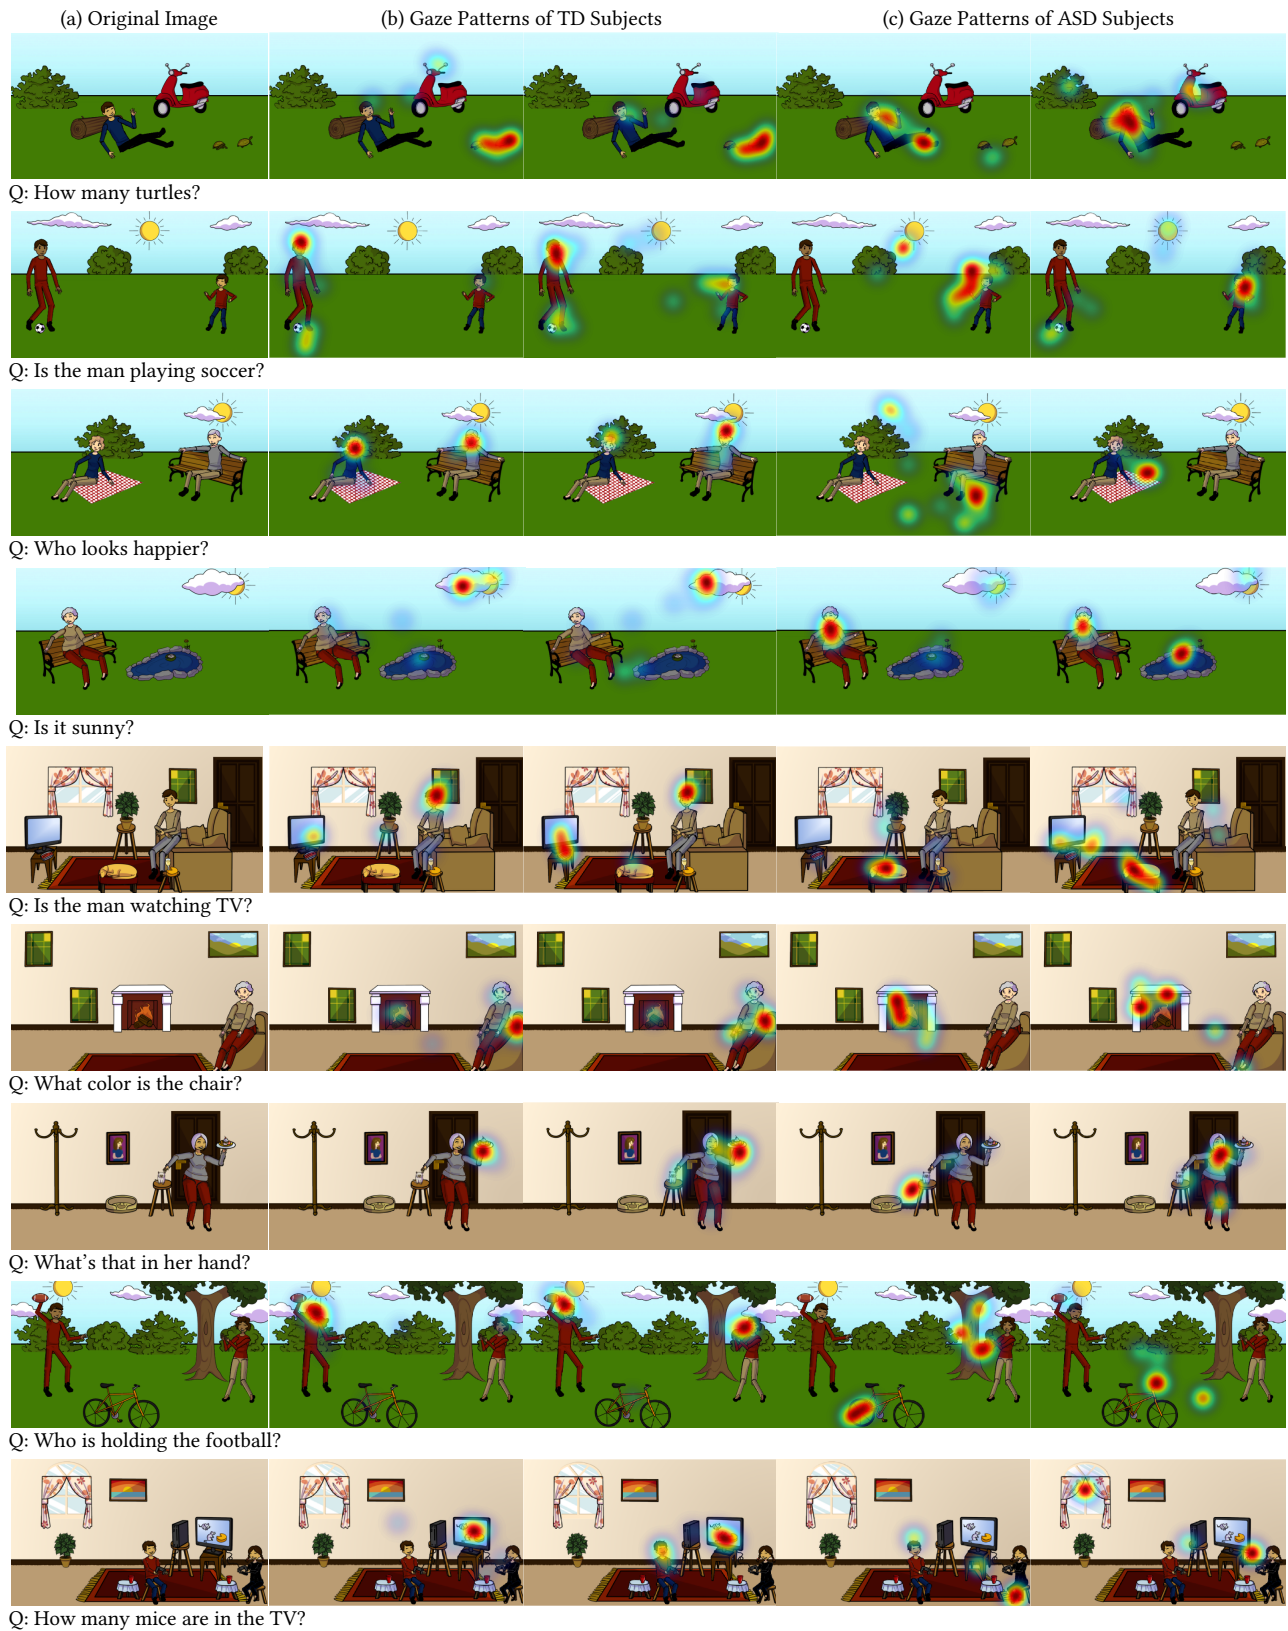 (a) Original Image (b) Gaze Patterns of TD Subjects (c) Gaze Patterns of ASD Subjects
Q: How many turtles?
Q: Is the man playing soccer?
Q: Who looks happier?
Q: Is it sunny?
Q: Is the man watching TV?
Q: What color is the chair?
Q: What's that in her hand?
Q: Who is holding the football?
Q: How many mice are in the TV?